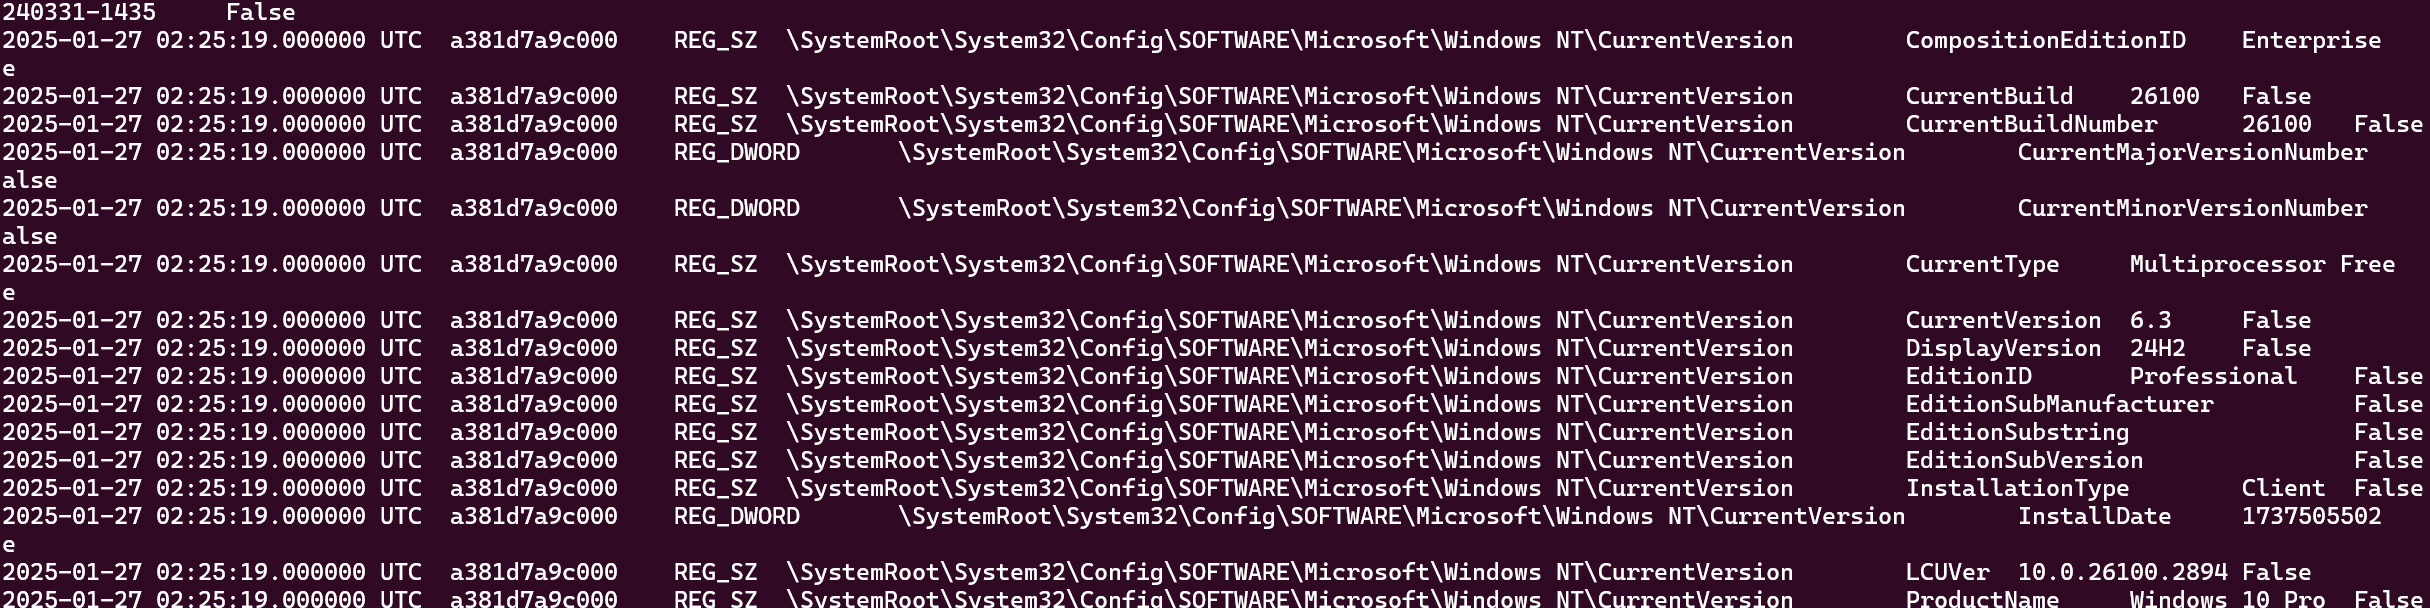 240331-1435     False
2025-01-27 02:25:19.000000 UTC  a381d7a9c000    REG_SZ  \SystemRoot\System32\Config\SOFTWARE\Microsoft\Windows NT\CurrentVersion        CompositionEditionID    Enterprise
e
2025-01-27 02:25:19.000000 UTC  a381d7a9c000    REG_SZ  \SystemRoot\System32\Config\SOFTWARE\Microsoft\Windows NT\CurrentVersion        CurrentBuild    26100   False
2025-01-27 02:25:19.000000 UTC  a381d7a9c000    REG_SZ  \SystemRoot\System32\Config\SOFTWARE\Microsoft\Windows NT\CurrentVersion        CurrentBuildNumber      26100   False
2025-01-27 02:25:19.000000 UTC  a381d7a9c000    REG_DWORD       \SystemRoot\System32\Config\SOFTWARE\Microsoft\Windows NT\CurrentVersion        CurrentMajorVersionNumber
alse
2025-01-27 02:25:19.000000 UTC  a381d7a9c000    REG_DWORD       \SystemRoot\System32\Config\SOFTWARE\Microsoft\Windows NT\CurrentVersion        CurrentMinorVersionNumber
alse
2025-01-27 02:25:19.000000 UTC  a381d7a9c000    REG_SZ  \SystemRoot\System32\Config\SOFTWARE\Microsoft\Windows NT\CurrentVersion        CurrentType     Multiprocessor Free
e
2025-01-27 02:25:19.000000 UTC  a381d7a9c000    REG_SZ  \SystemRoot\System32\Config\SOFTWARE\Microsoft\Windows NT\CurrentVersion        CurrentVersion  6.3     False
2025-01-27 02:25:19.000000 UTC  a381d7a9c000    REG_SZ  \SystemRoot\System32\Config\SOFTWARE\Microsoft\Windows NT\CurrentVersion        DisplayVersion  24H2    False
2025-01-27 02:25:19.000000 UTC  a381d7a9c000    REG_SZ  \SystemRoot\System32\Config\SOFTWARE\Microsoft\Windows NT\CurrentVersion        EditionID       Professional    False
2025-01-27 02:25:19.000000 UTC  a381d7a9c000    REG_SZ  \SystemRoot\System32\Config\SOFTWARE\Microsoft\Windows NT\CurrentVersion        EditionSubManufacturer          False
2025-01-27 02:25:19.000000 UTC  a381d7a9c000    REG_SZ  \SystemRoot\System32\Config\SOFTWARE\Microsoft\Windows NT\CurrentVersion        EditionSubstring                False
2025-01-27 02:25:19.000000 UTC  a381d7a9c000    REG_SZ  \SystemRoot\System32\Config\SOFTWARE\Microsoft\Windows NT\CurrentVersion        EditionSubVersion               False
2025-01-27 02:25:19.000000 UTC  a381d7a9c000    REG_SZ  \SystemRoot\System32\Config\SOFTWARE\Microsoft\Windows NT\CurrentVersion        InstallationType        Client  False
2025-01-27 02:25:19.000000 UTC  a381d7a9c000    REG_DWORD       \SystemRoot\System32\Config\SOFTWARE\Microsoft\Windows NT\CurrentVersion        InstallDate     1737505502
e
2025-01-27 02:25:19.000000 UTC  a381d7a9c000    REG_SZ  \SystemRoot\System32\Config\SOFTWARE\Microsoft\Windows NT\CurrentVersion        LCUVer  10.0.26100.2894 False
2025-01-27 02:25:19.000000 UTC  a381d7a9c000    REG_SZ  \SystemRoot\System32\Config\SOFTWARE\Microsoft\Windows NT\CurrentVersion        ProductName     Windows 10 Pro  False